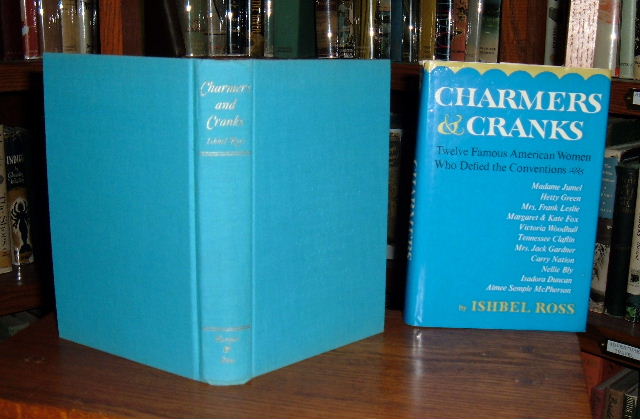 Charmers
and
Cranks
Ishbel Ross
CHARMERS
& CRANKS
Twelve Famous American Women
Who Defied the Conventions
Madame Jumel
Hetty Green
Mrs. Frank Leslie
Margaret & Kate Fox
Victoria Woodhull
Tennessee Claflin
Mrs. Jack Gardner
Carry Nation
Nellie Bly
Isadora Duncan
Aimee Semple McPherson
by ISHBEL ROSS